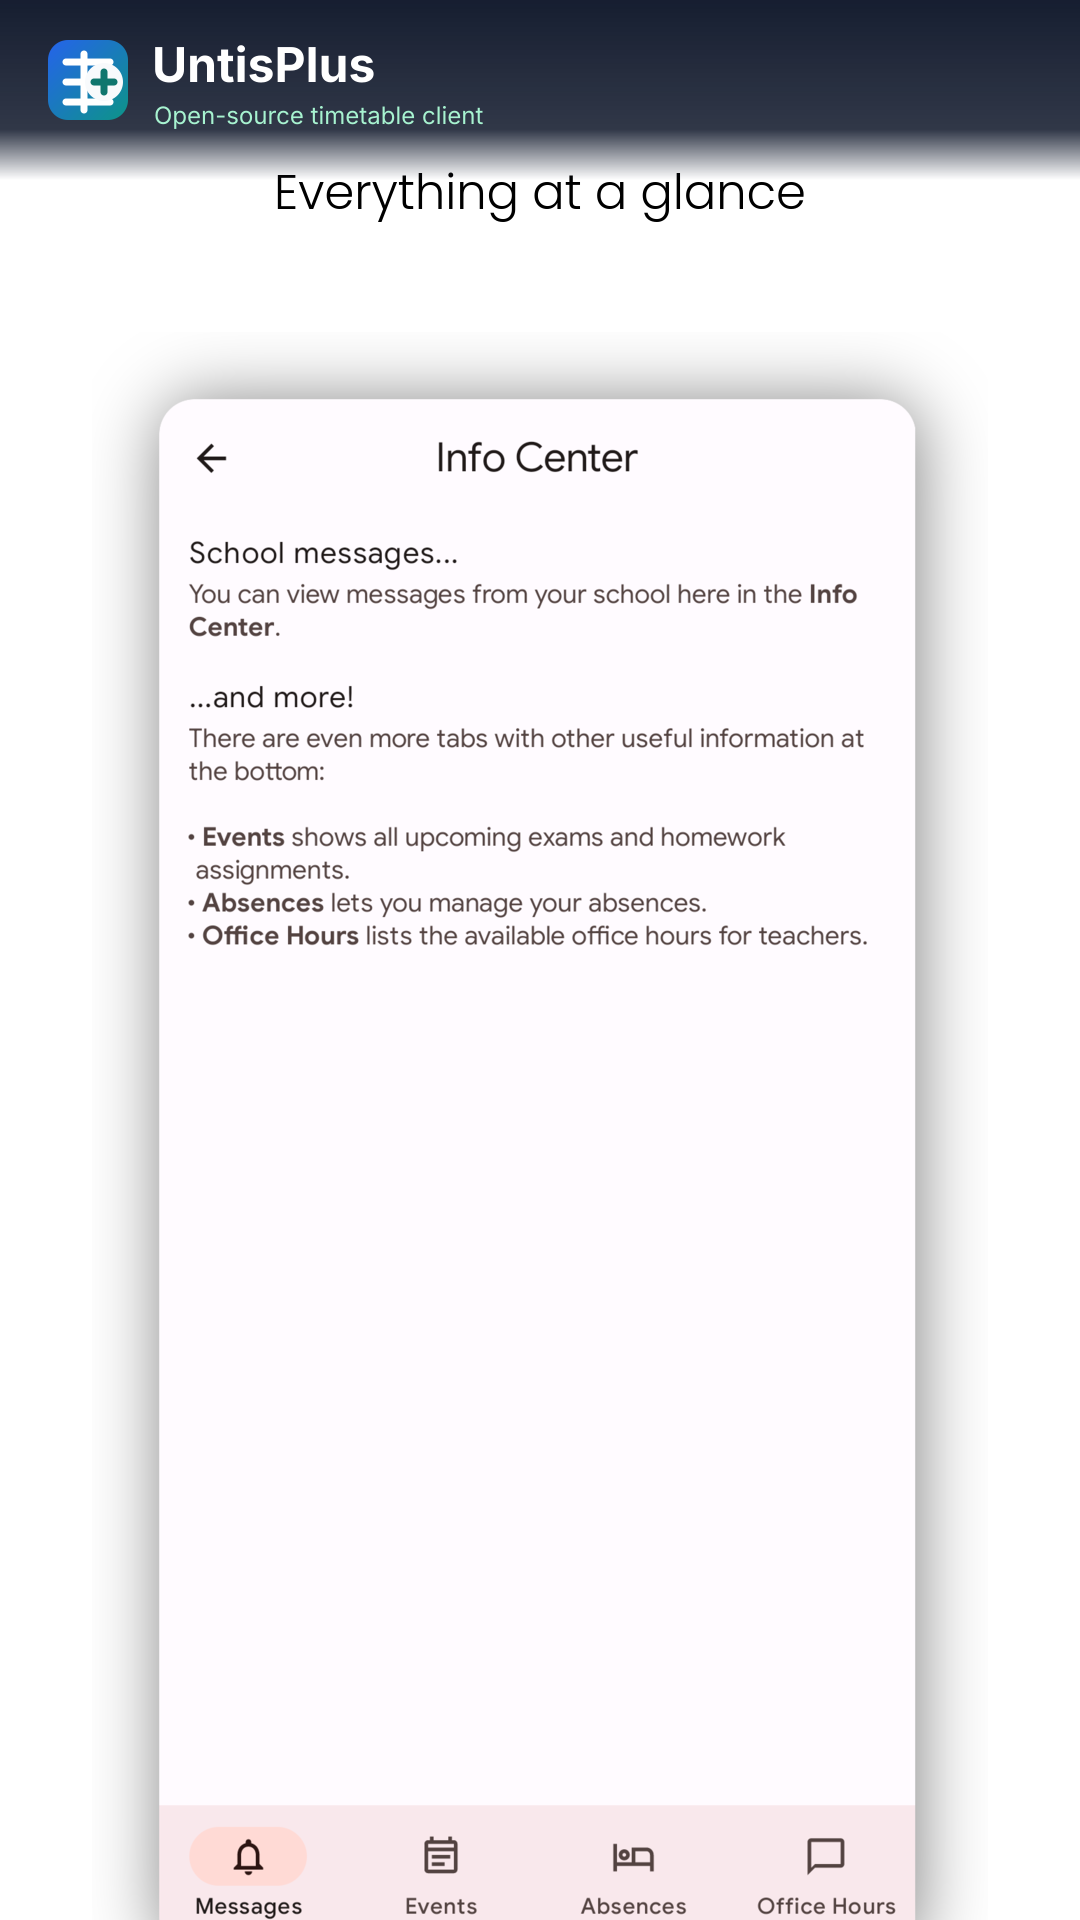 UntisPlus
Open-source timetable client
Everything at a glance
Info Center
School messages...
You can view messages from your school here in the Info
Center.
...and more!
There are even more tabs with other useful information at
the bottom:
• Events shows all upcoming exams and homework
assignments.
• Absences lets you manage your absences.
• Office Hours lists the available office hours for teachers.
Messages
Events
Absences
Office Hours